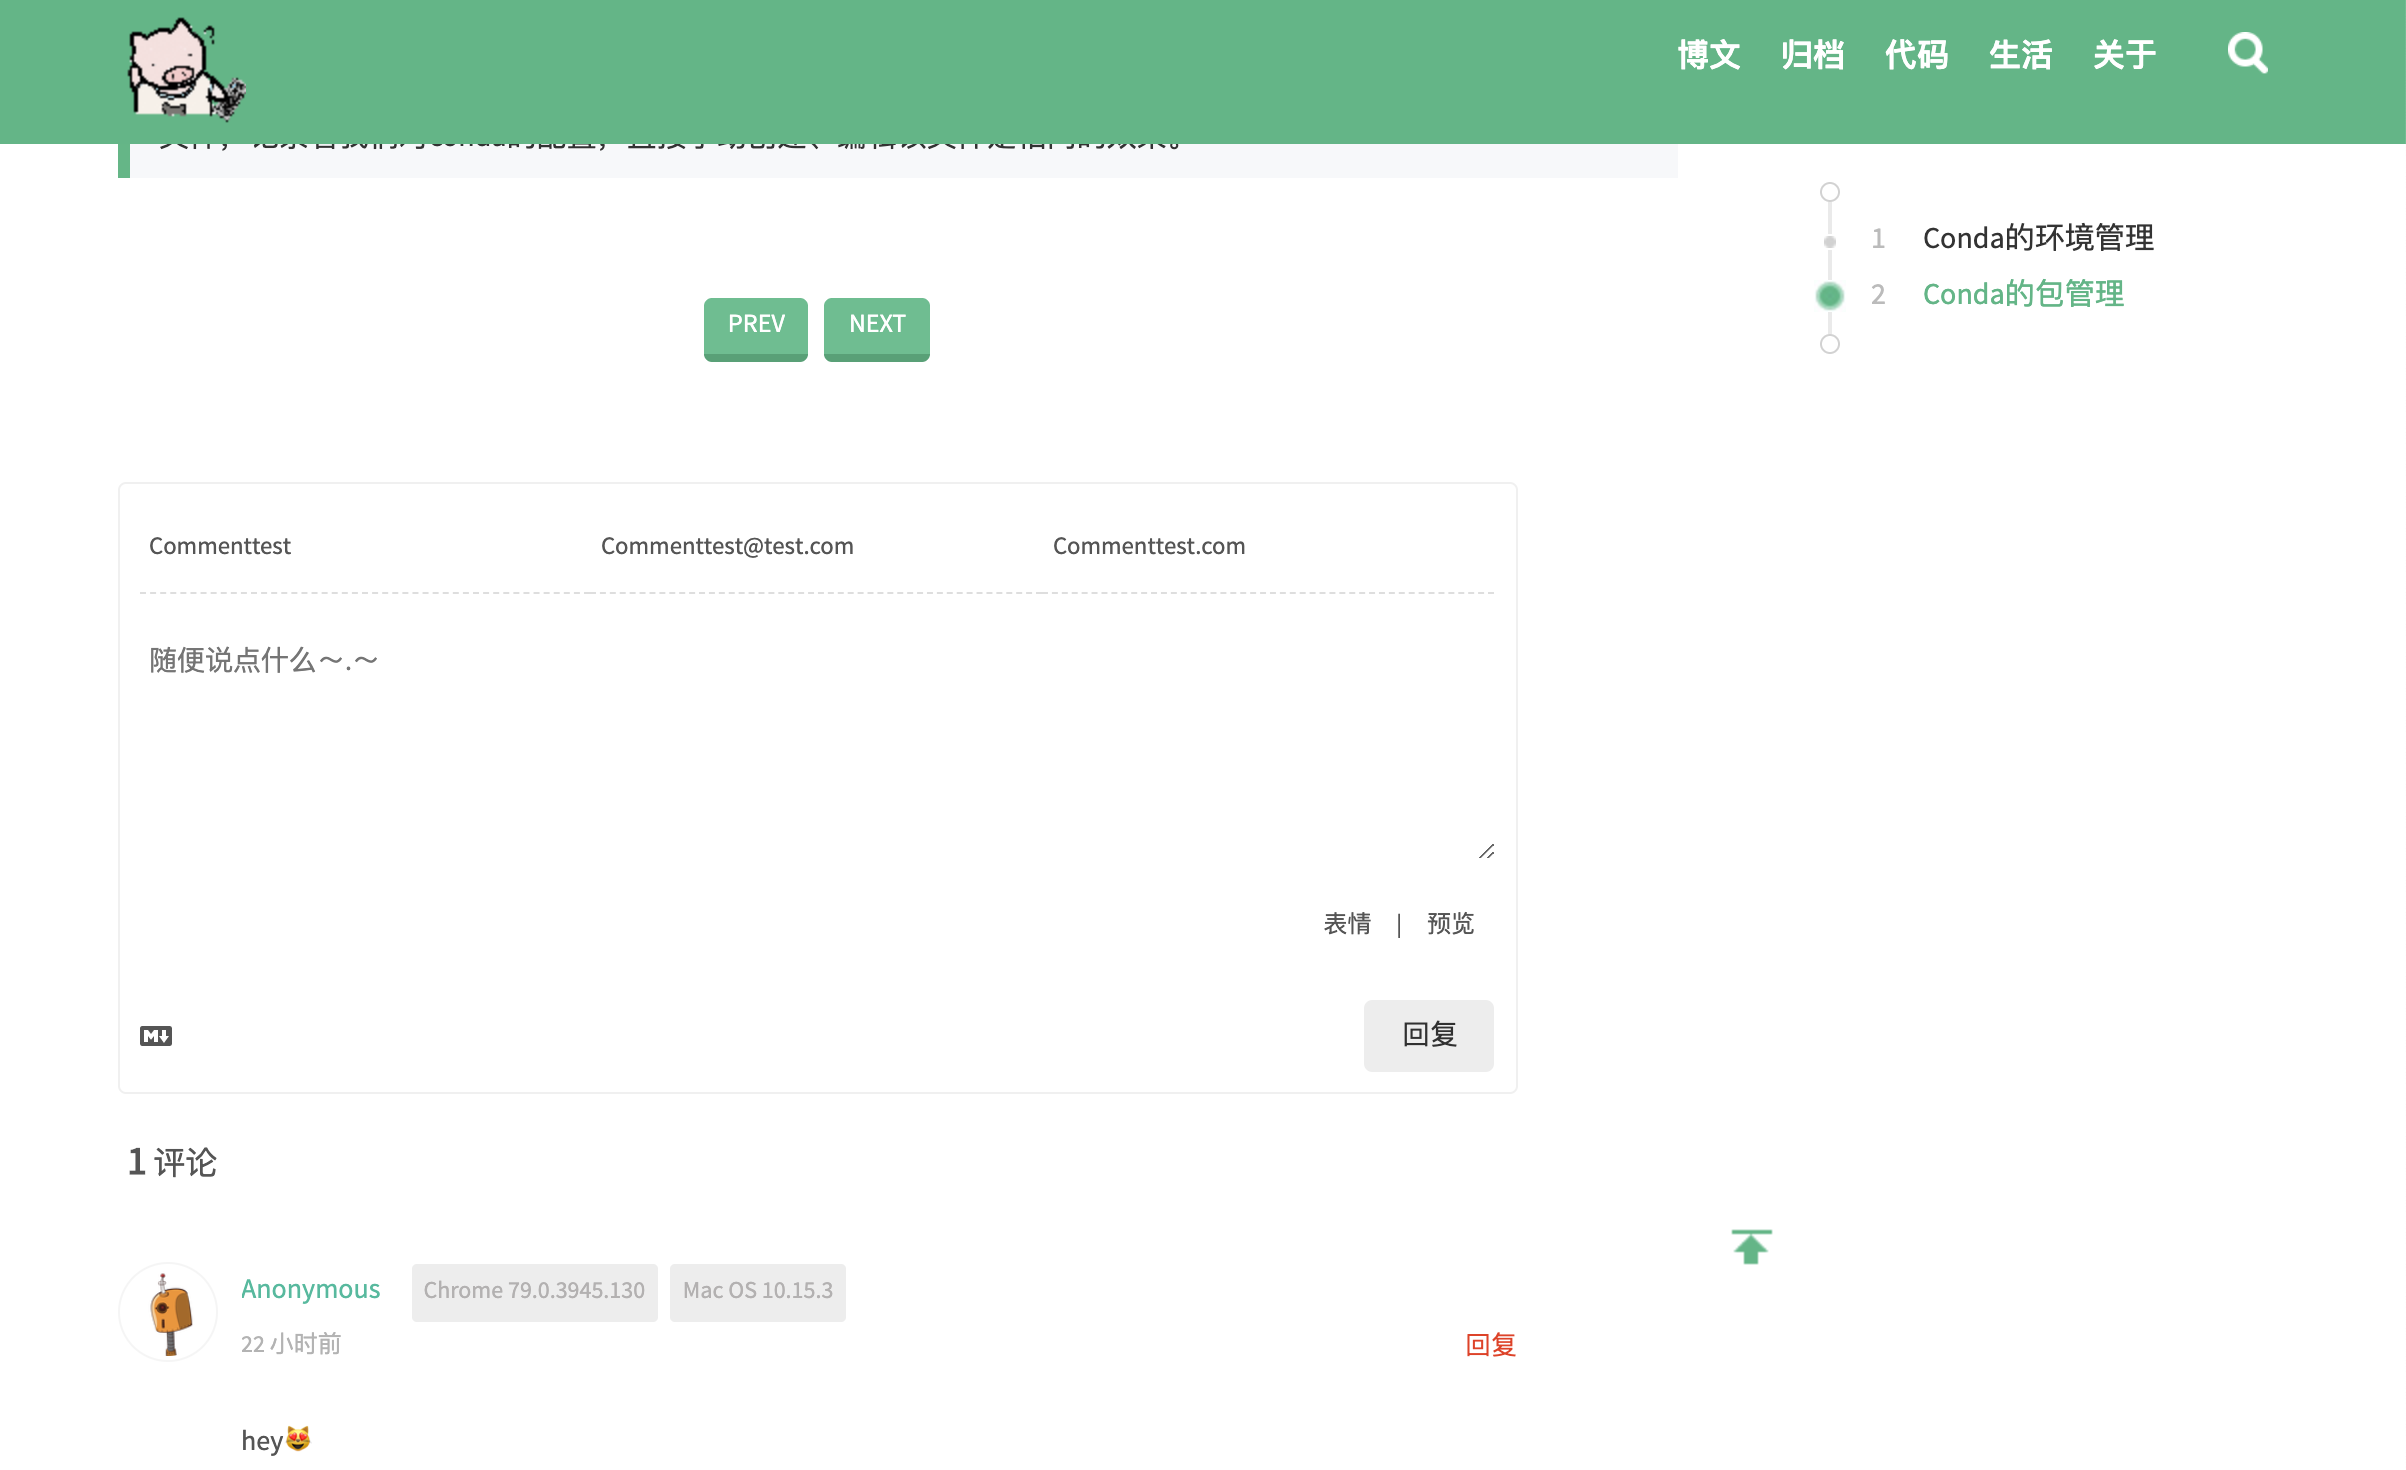 博文 归档 代码 生活 关于
1 Conda的环境管理
2 Conda的包管理
PREV NEXT
Commenttest Commenttest@test.com Commenttest.com
随便说点什么～.～
表情 | 预览
M 回复
1 评论
Anonymous Chrome 79.0.3945.130 Mac OS 10.15.3
22 小时前 回复
hey😻